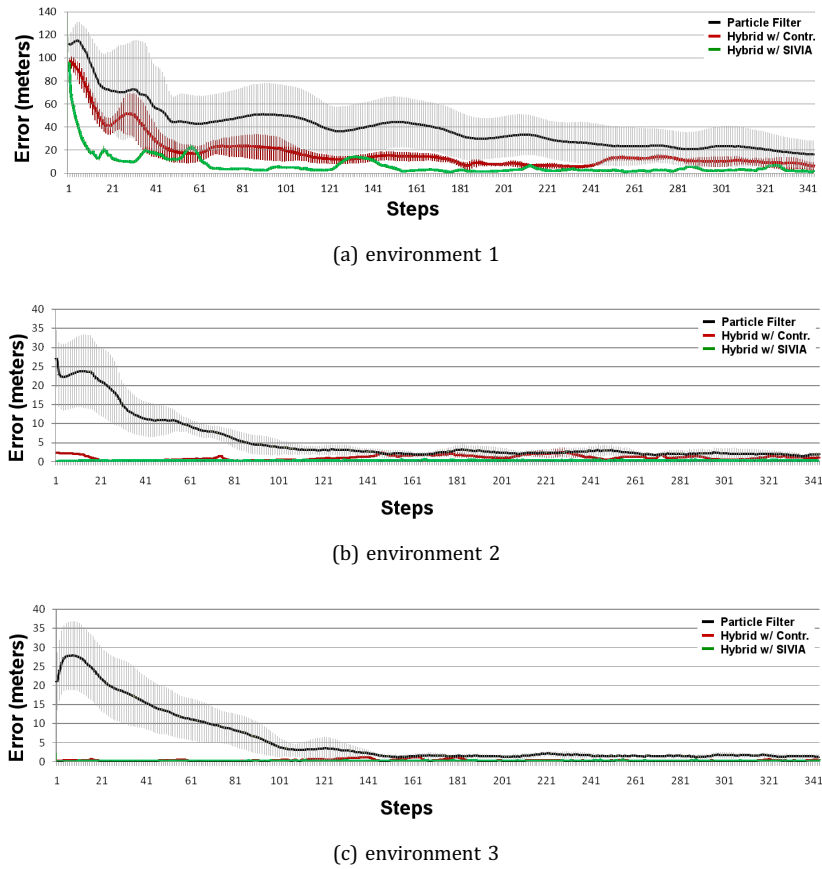 140
120
100
80
60
40
20
0
Error (meters)
Particle Filter
Hybrid w/ Contr.
Hybrid w/ SIVIA
1 21 41 61 81 101 121 141 161 181 201 221 241 261 281 301 321 341
Steps
(a) environment 1
40
35
30
25
20
15
10
5
0
Error (meters)
Particle Filter
Hybrid w/ Contr.
Hybrid w/ SIVIA
1 21 41 61 81 101 121 141 161 181 201 221 241 261 281 301 321 341
Steps
(b) environment 2
40
35
30
25
20
15
10
5
0
Error (meters)
Particle Filter
Hybrid w/ Contr.
Hybrid w/ SIVIA
1 21 41 61 81 101 121 141 161 181 201 221 241 261 281 301 321 341
Steps
(c) environment 3